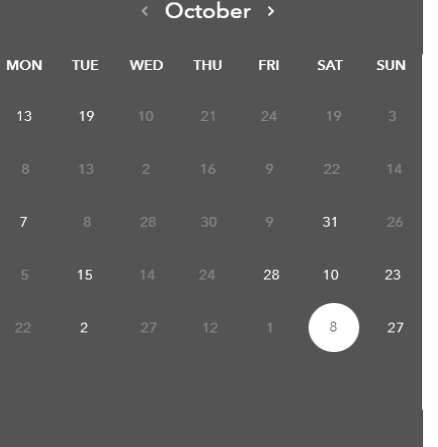 ‹ October ›
MON TUE WED THU FRI SAT SUN
13 19 10 21 24 19 3
8 13 2 16 9 22 14
7 8 28 30 9 31 26
5 15 14 24 28 10 23
22 2 27 12 1 8 27